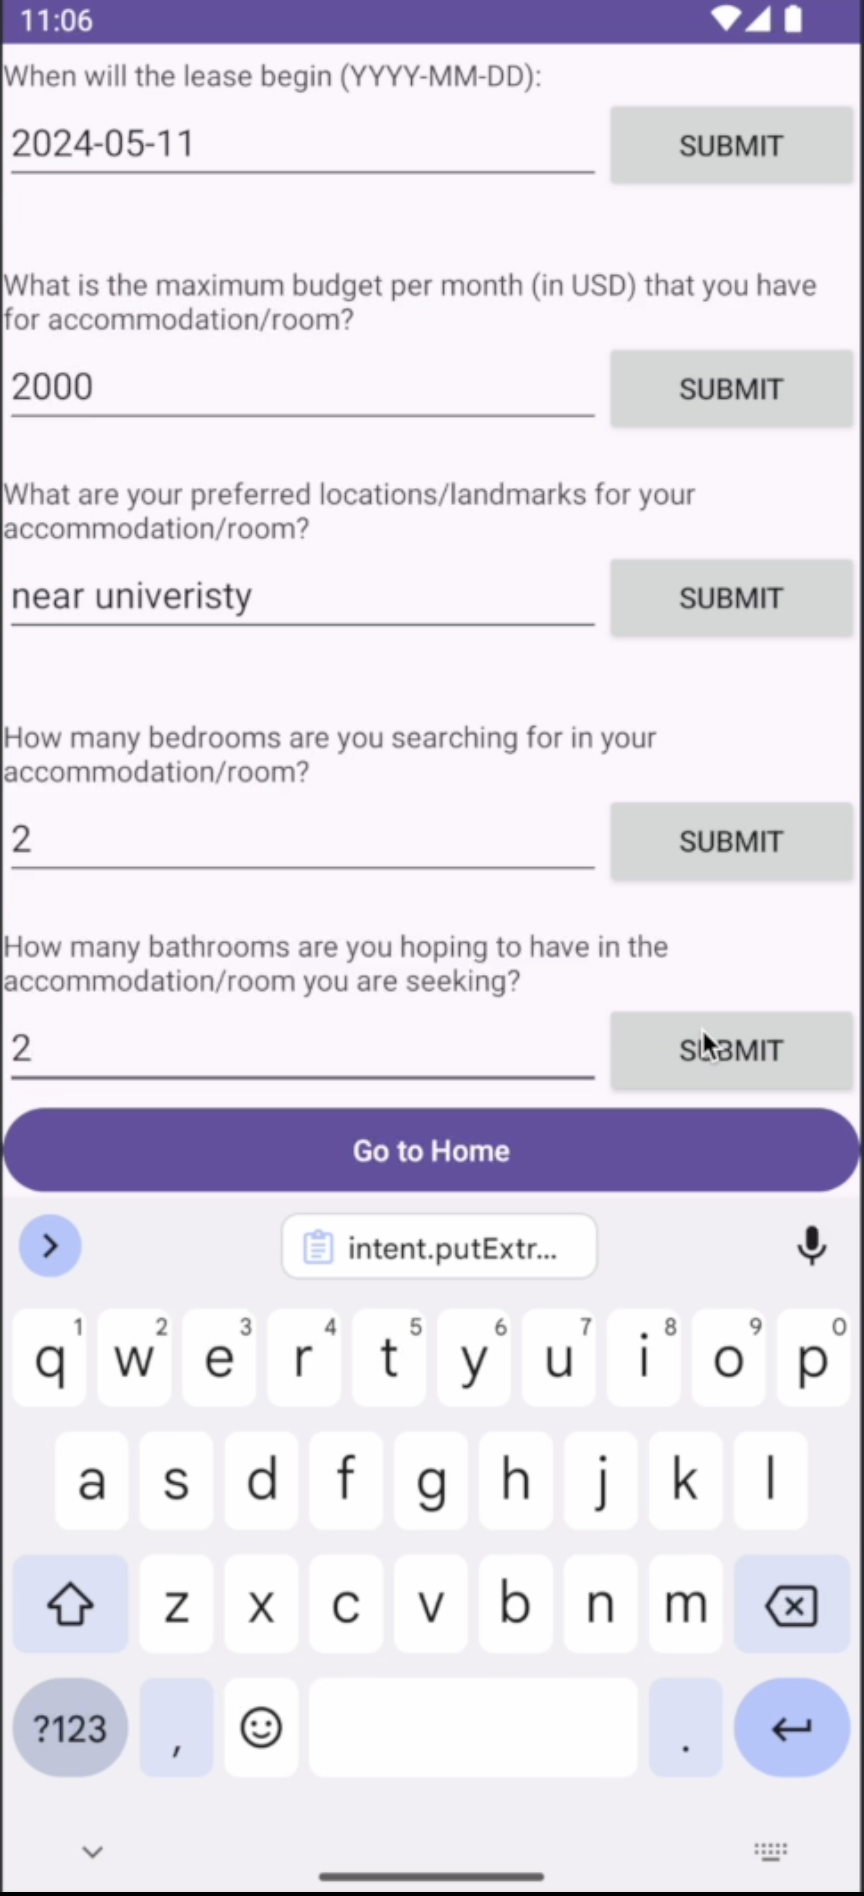 11:06
When will the lease begin (YYYY-MM-DD):
2024-05-11
SUBMIT
What is the maximum budget per month (in USD) that you have
for accommodation/room?
2000
SUBMIT
What are your preferred locations/landmarks for your
accommodation/room?
near univeristy
SUBMIT
How many bedrooms are you searching for in your
accommodation/room?
2
SUBMIT
How many bathrooms are you hoping to have in the
accommodation/room you are seeking?
2
SUBMIT
Go to Home
intent.putExtr...
1 2 3 4 5 6 7 8 9 0
q w e r t y u i o p
a s d f g h j k l
z x c v b n m
?123 , .